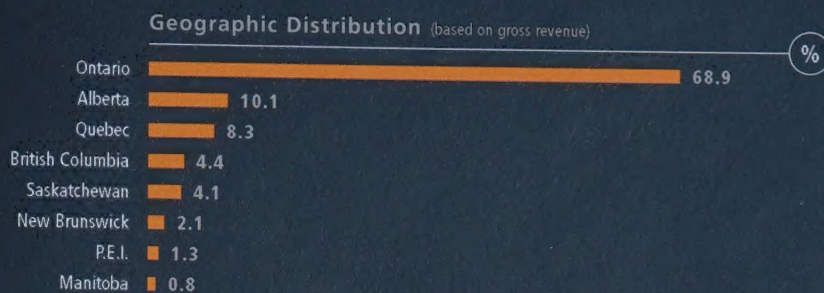 Geographic Distribution (based on gross revenue)
%
Ontario 68.9
Alberta 10.1
Quebec 8.3
British Columbia 4.4
Saskatchewan 4.1
New Brunswick 2.1
P.E.I. 1.3
Manitoba 0.8